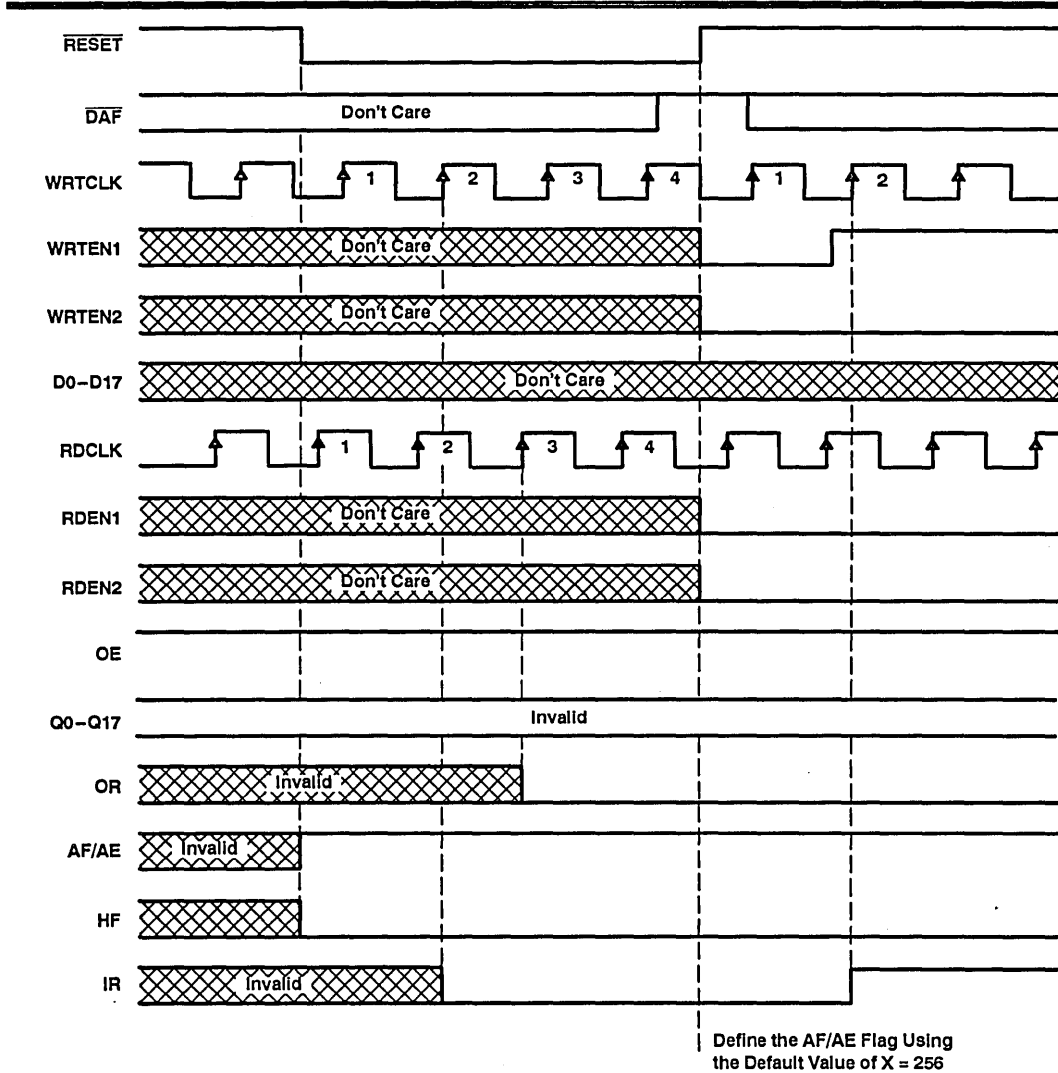 RESET
DAF
Don't Care
WRTCLK
1 2 3 4 1 2
WRTEN1
Don't Care
WRTEN2
Don't Care
D0–D17
Don't Care
RDCLK
1 2 3 4
RDEN1
Don't Care
RDEN2
Don't Care
OE
Q0–Q17
Invalid
OR
Invalid
AF/AE
Invalid
HF
IR
Invalid
Define the AF/AE Flag Using
the Default Value of X = 256